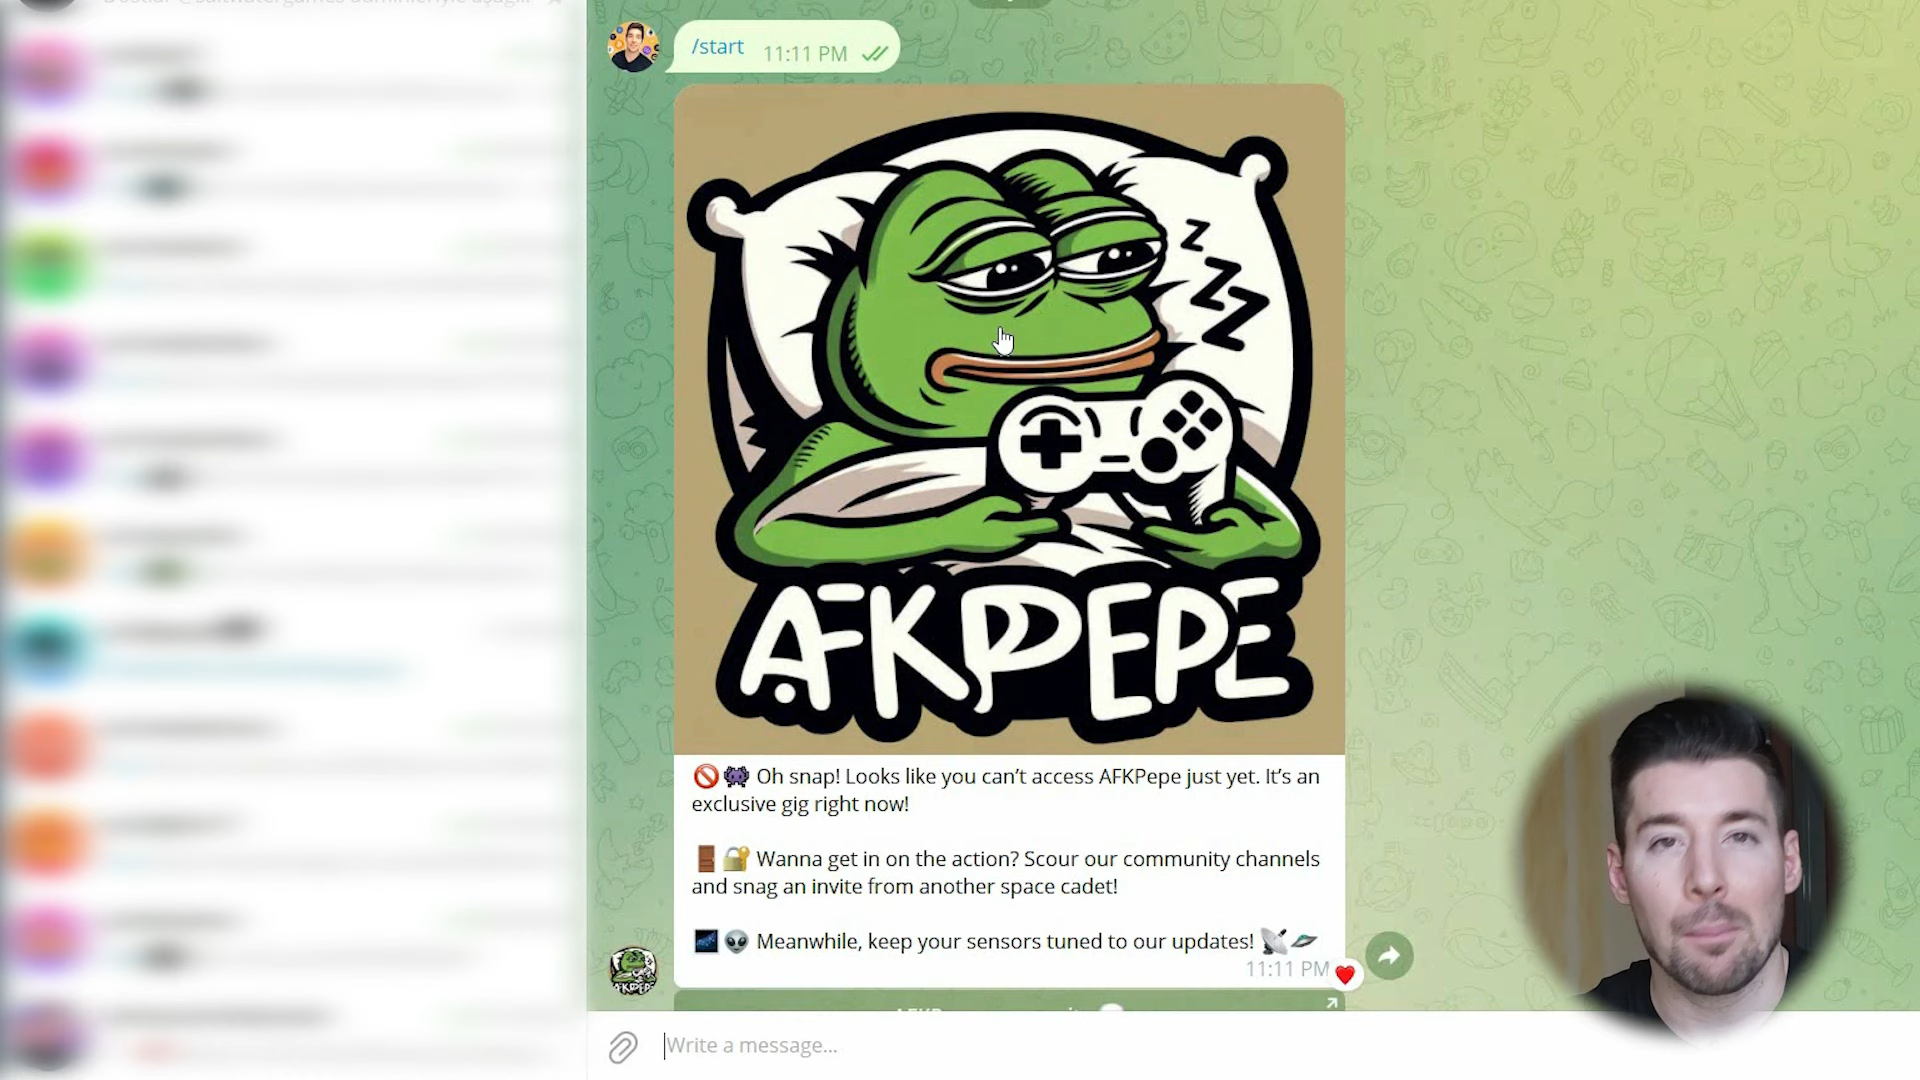 /start 11:11 PM
z
Z
Z
AFKPEPE
🚫👾 Oh snap! Looks like you can’t access AFKPepe just yet. It’s an
exclusive gig right now!
🚪🔐 Wanna get in on the action? Scour our community channels
and snag an invite from another space cadet!
🌌👽 Meanwhile, keep your sensors tuned to our updates! 📡🛸
11:11 PM
Write a message...